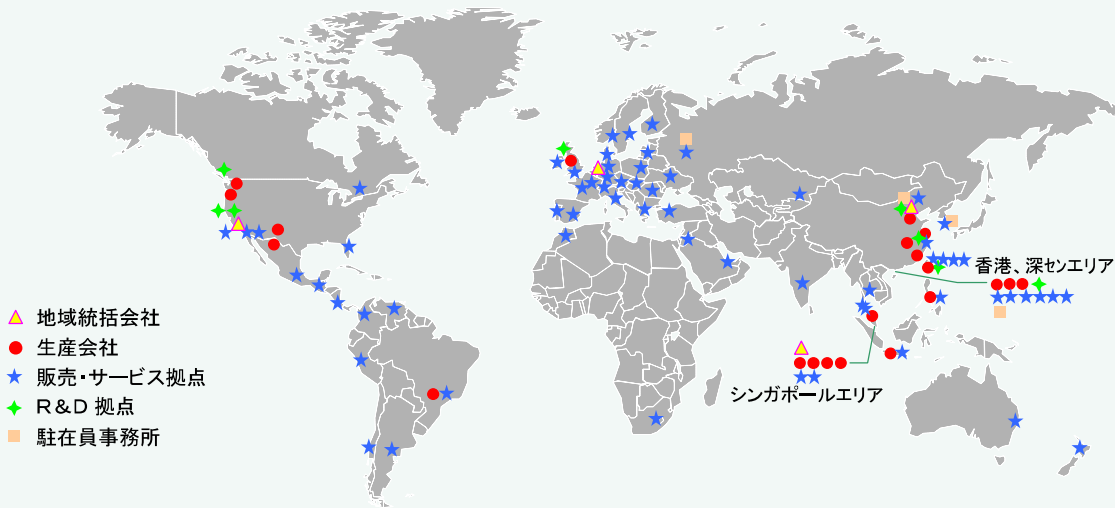 香港、深センエリア
シンガポールエリア
地域統括会社
生産会社
販売・サービス拠点
R&D 拠点
駐在員事務所